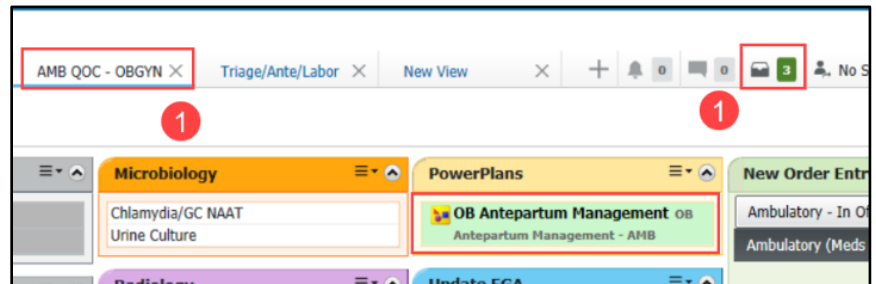 AMB QOC - OBGYN
Triage/Ante/Labor
New View
0
0
3
No S
1
1
Microbiology
PowerPlans
New Order Entr
Chlamydia/GC NAAT
Urine Culture
OB Antepartum Management OB
Antepartum Management - AMB
Ambulatory - In Of
Ambulatory (Meds
Radiology
Update EGA